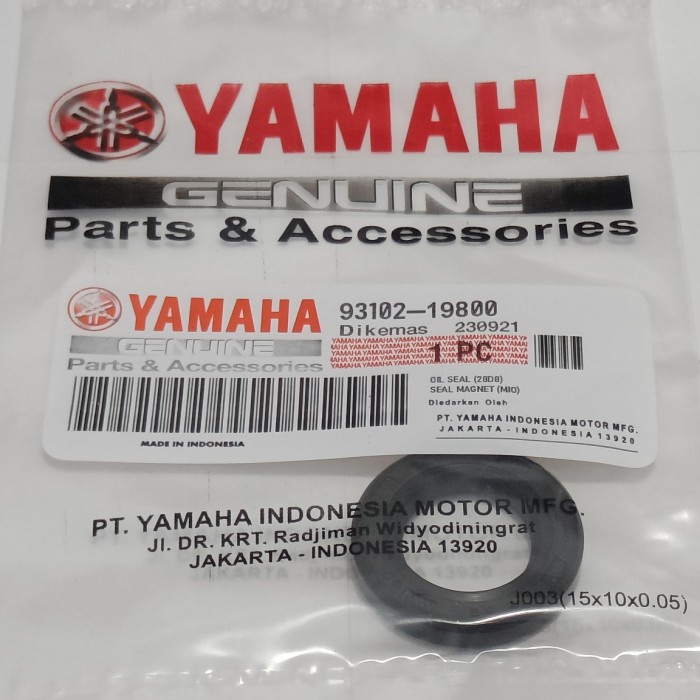 YAMAHA
GENUINE
Parts & Accessories
YAMAHA
GENUINE
Parts & Accessories
MADE IN INDONESIA
93102-19800
Dikemas 230921
1 PC
OIL SEAL (28D8)
SEAL MAGNET (MIO)
Diedarkan Oleh
PT. YAMAHA INDONESIA MOTOR MFG.
JAKARTA - INDONESIA 13920
PT. YAMAHA INDONESIA MOTOR MFG.
Jl. DR. KRT. Radjiman Widyodiningrat
JAKARTA - INDONESIA 13920
J003(15x10x0.05)